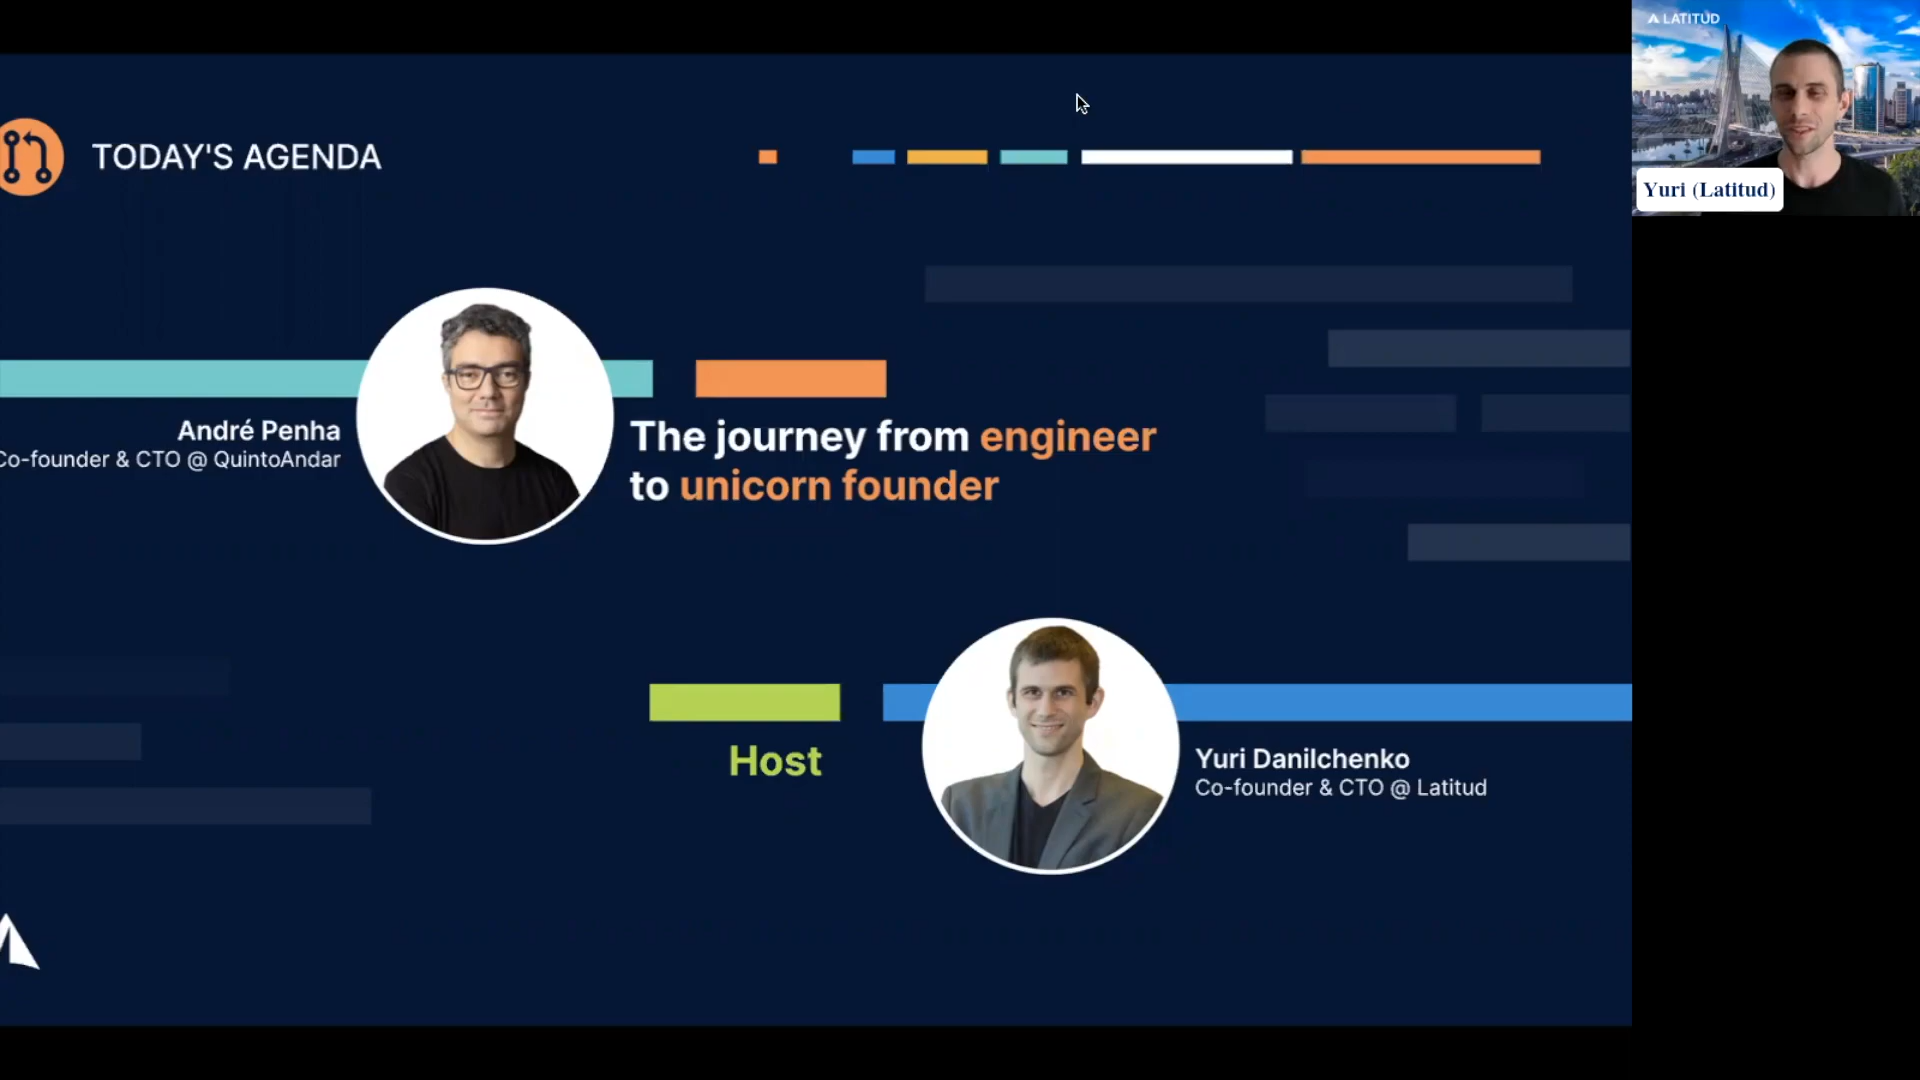 TODAY'S AGENDA
LATITUD
Yuri (Latitud)
André Penha
Co-founder & CTO @ QuintoAndar
The journey from engineer
to unicorn founder
Host
Yuri Danilchenko
Co-founder & CTO @ Latitud